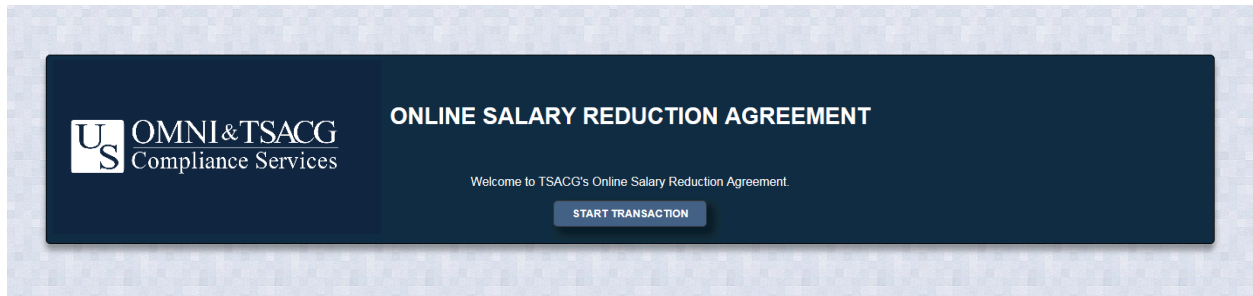 US
OMNI & TSACG
Compliance Services
ONLINE SALARY REDUCTION AGREEMENT
Welcome to TSACG's Online Salary Reduction Agreement.
START TRANSACTION